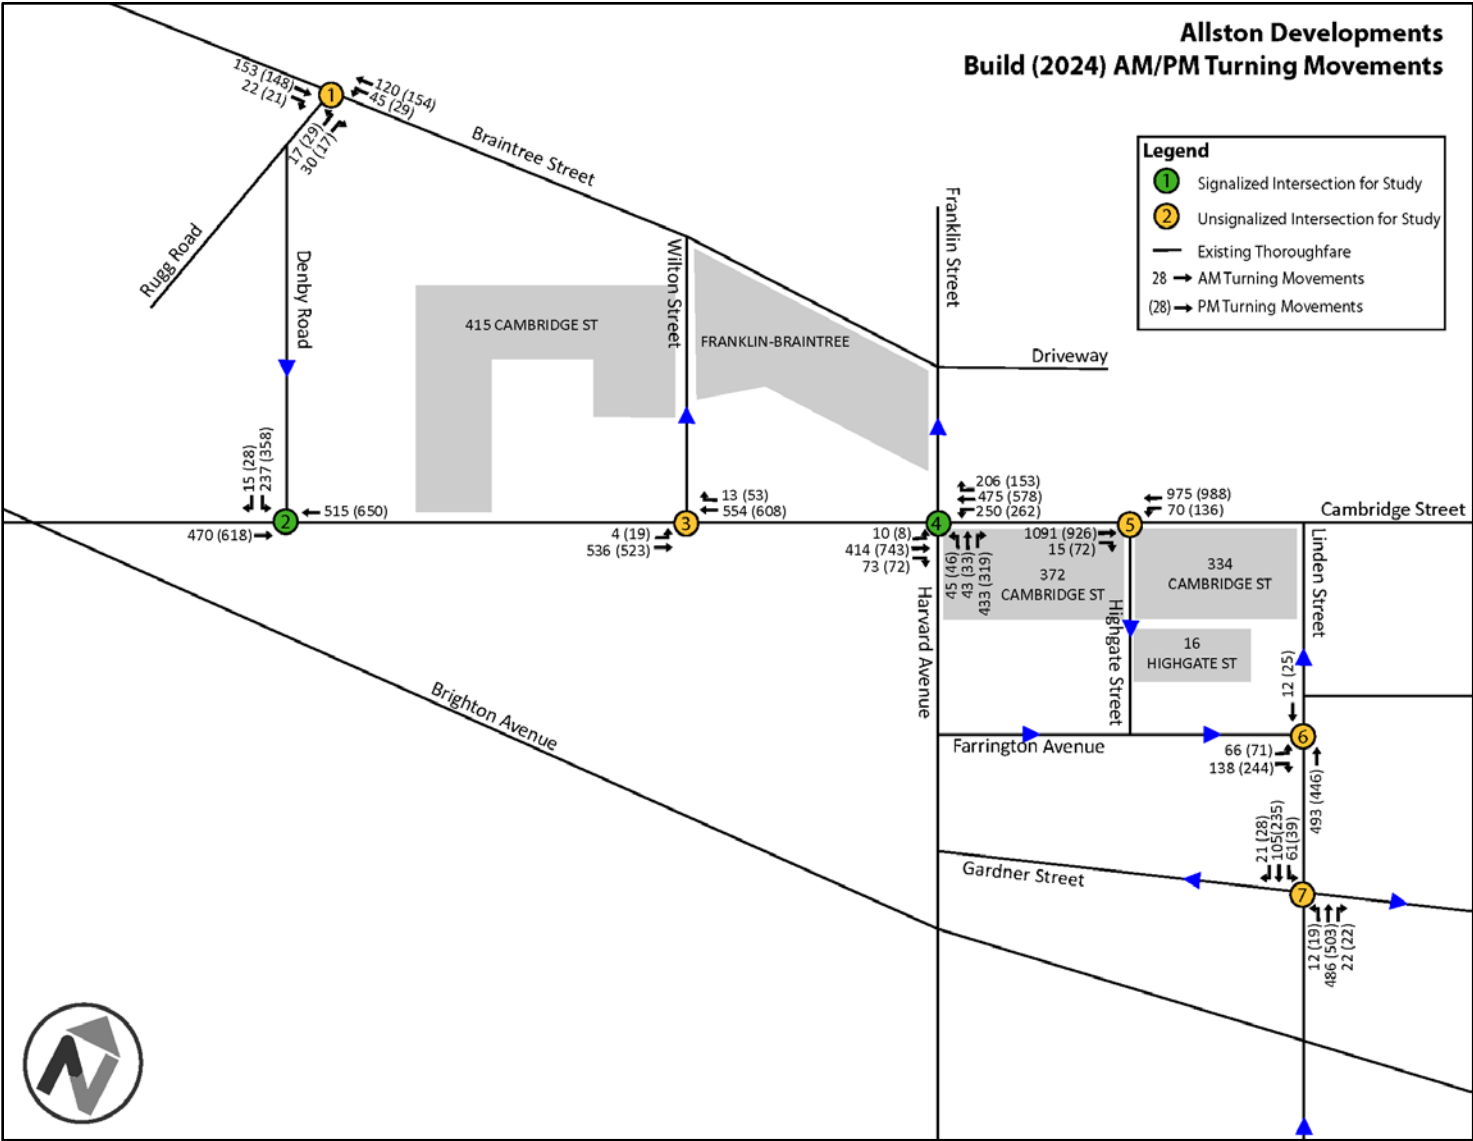 Allston Developments
Build (2024) AM/PM Turning Movements
153 (148)
22 (21)
1
120 (154)
45 (29)
17 (29)
30 (17)
Braintree Street
Rugg Road
Denby Road
Wilton Street
Franklin Street
Legend
1 Signalized Intersection for Study
2 Unsignalized Intersection for Study
Existing Thoroughfare
28 AM Turning Movements
(28) PM Turning Movements
415 CAMBRIDGE ST
FRANKLIN-BRAINTREE
Driveway
15 (28)
237 (358)
2
515 (650)
470 (618)
13 (53)
554 (608)
3
4 (19)
536 (523)
206 (153)
475 (578)
250 (262)
4
10 (8)
414 (743)
73 (72)
45 (46)
43 (33)
433 (319)
975 (988)
70 (136)
5
1091 (926)
15 (72)
Cambridge Street
372
CAMBRIDGE ST
334
CAMBRIDGE ST
16
HIGHGATE ST
Harvard Avenue
Highgate Street
Linden Street
12 (25)
Brighton Avenue
Farrington Avenue
6
66 (71)
138 (244)
493 (446)
21 (28)
105(235)
61(39)
Gardner Street
7
12 (19)
486 (503)
22 (22)
N